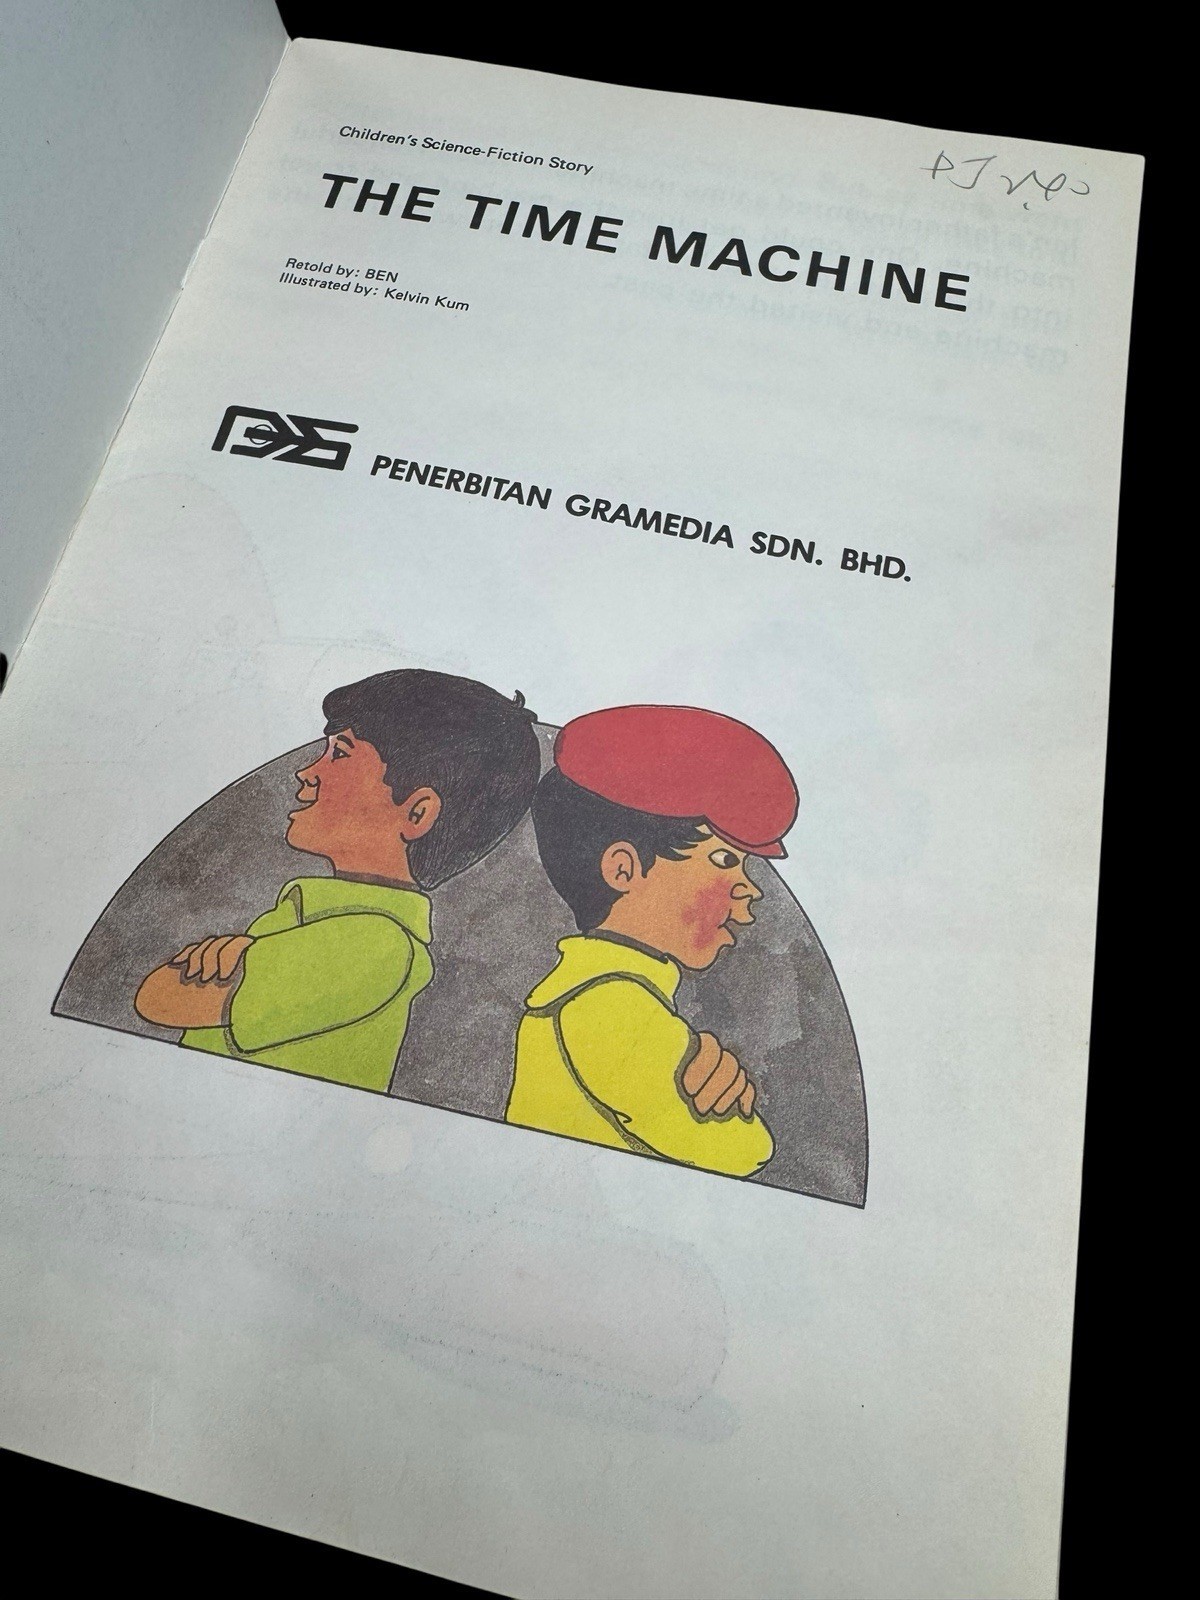 Children's Science-Fiction Story
THE TIME MACHINE
Retold by: BEN
Illustrated by: Kelvin Kum
PENERBITAN GRAMEDIA SDN. BHD.